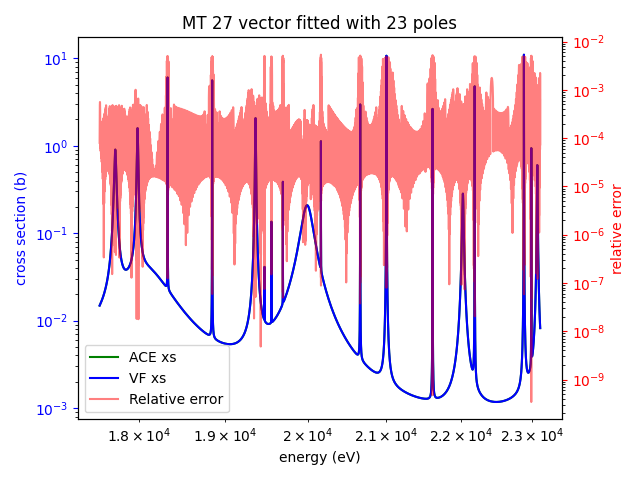 MT 27 vector fitted with 23 poles
cross section (b)
10¹
10⁰
10⁻¹
10⁻²
10⁻³
10⁻²
10⁻³
10⁻⁴
10⁻⁵
10⁻⁶
10⁻⁷
10⁻⁸
10⁻⁹
relative error
ACE xs
VF xs
Relative error
1.8 × 10⁴ 1.9 × 10⁴ 2 × 10⁴ 2.1 × 10⁴ 2.2 × 10⁴ 2.3 × 10⁴
energy (eV)